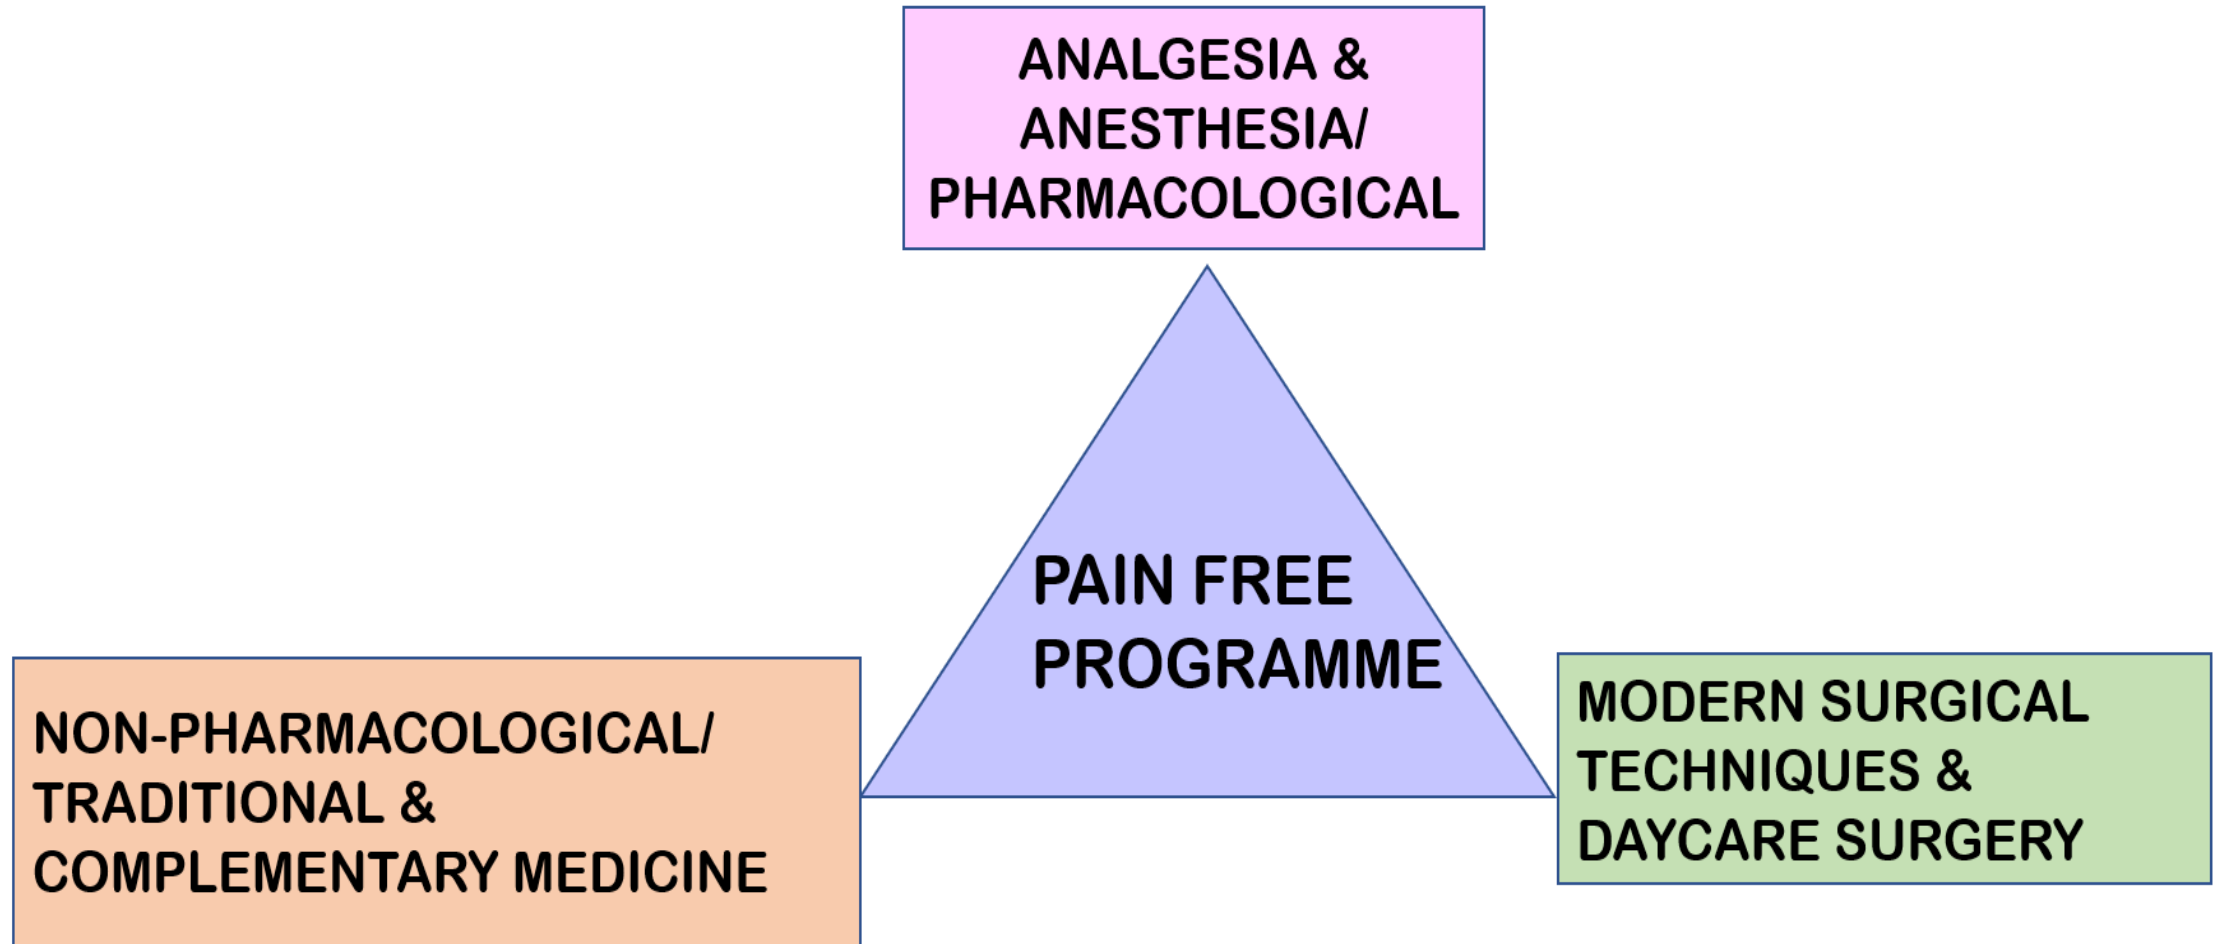 ANALGESIA &
ANESTHESIA/
PHARMACOLOGICAL
PAIN FREE
PROGRAMME
NON-PHARMACOLOGICAL/
TRADITIONAL &
COMPLEMENTARY MEDICINE
MODERN SURGICAL
TECHNIQUES &
DAYCARE SURGERY